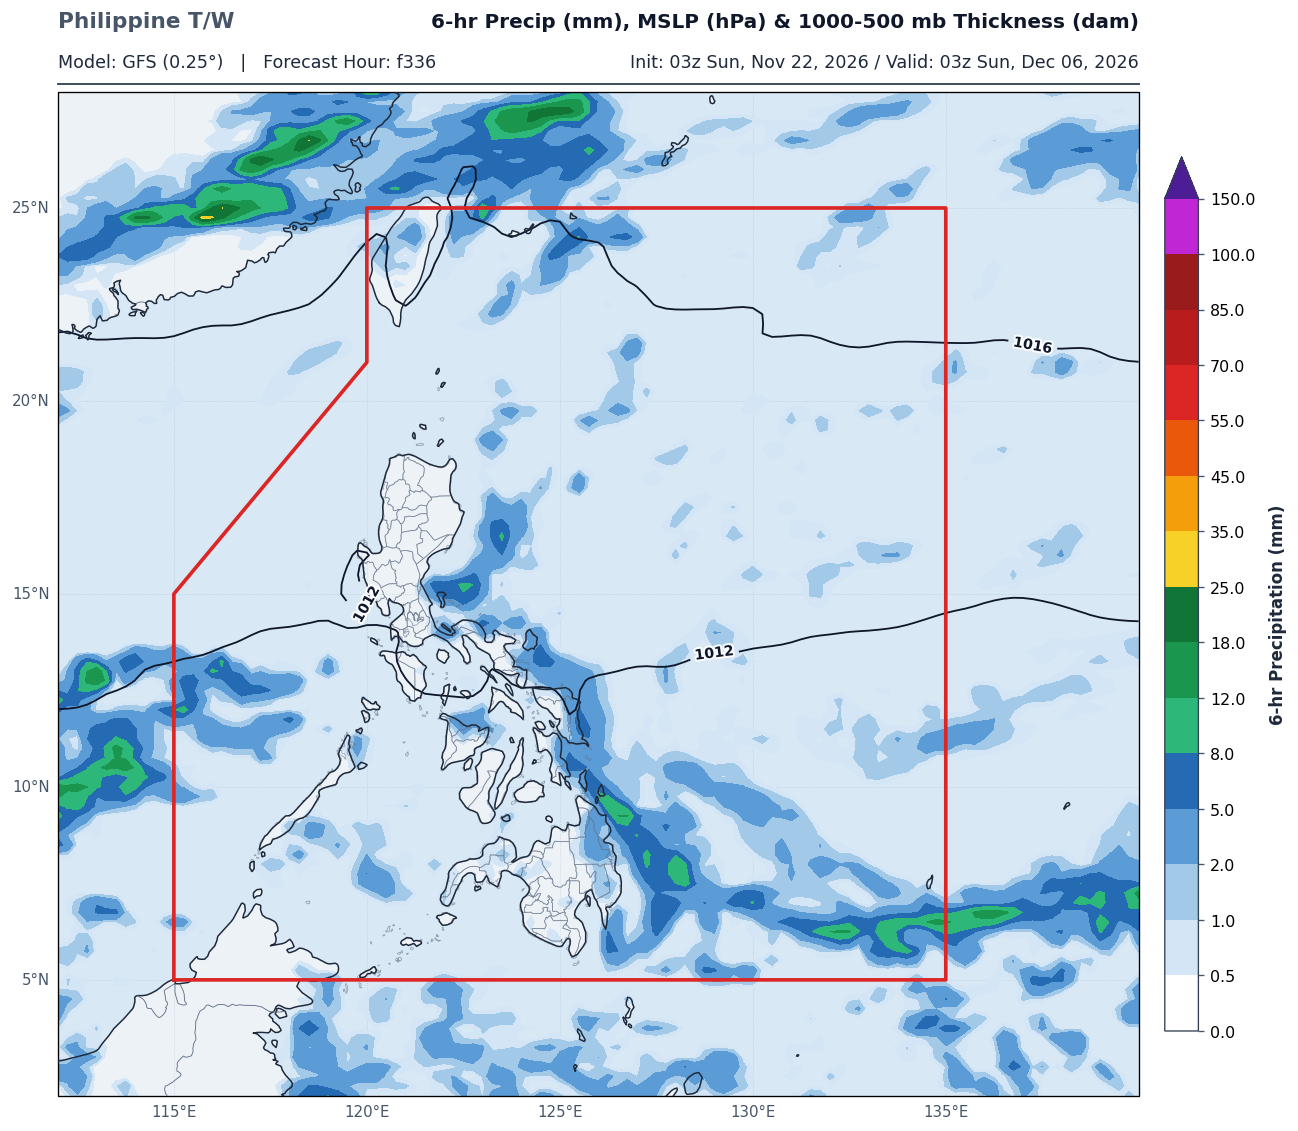 Philippine T/W
6-hr Precip (mm), MSLP (hPa) & 1000-500 mb Thickness (dam)
Model: GFS (0.25°) | Forecast Hour: f336
Init: 03z Sun, Nov 22, 2026 / Valid: 03z Sun, Dec 06, 2026
25°N
20°N
15°N
10°N
5°N
115°E
120°E
125°E
130°E
135°E
1016
1012
1012
150.0
100.0
85.0
70.0
55.0
45.0
35.0
25.0
18.0
12.0
8.0
5.0
2.0
1.0
0.5
0.0
6-hr Precipitation (mm)